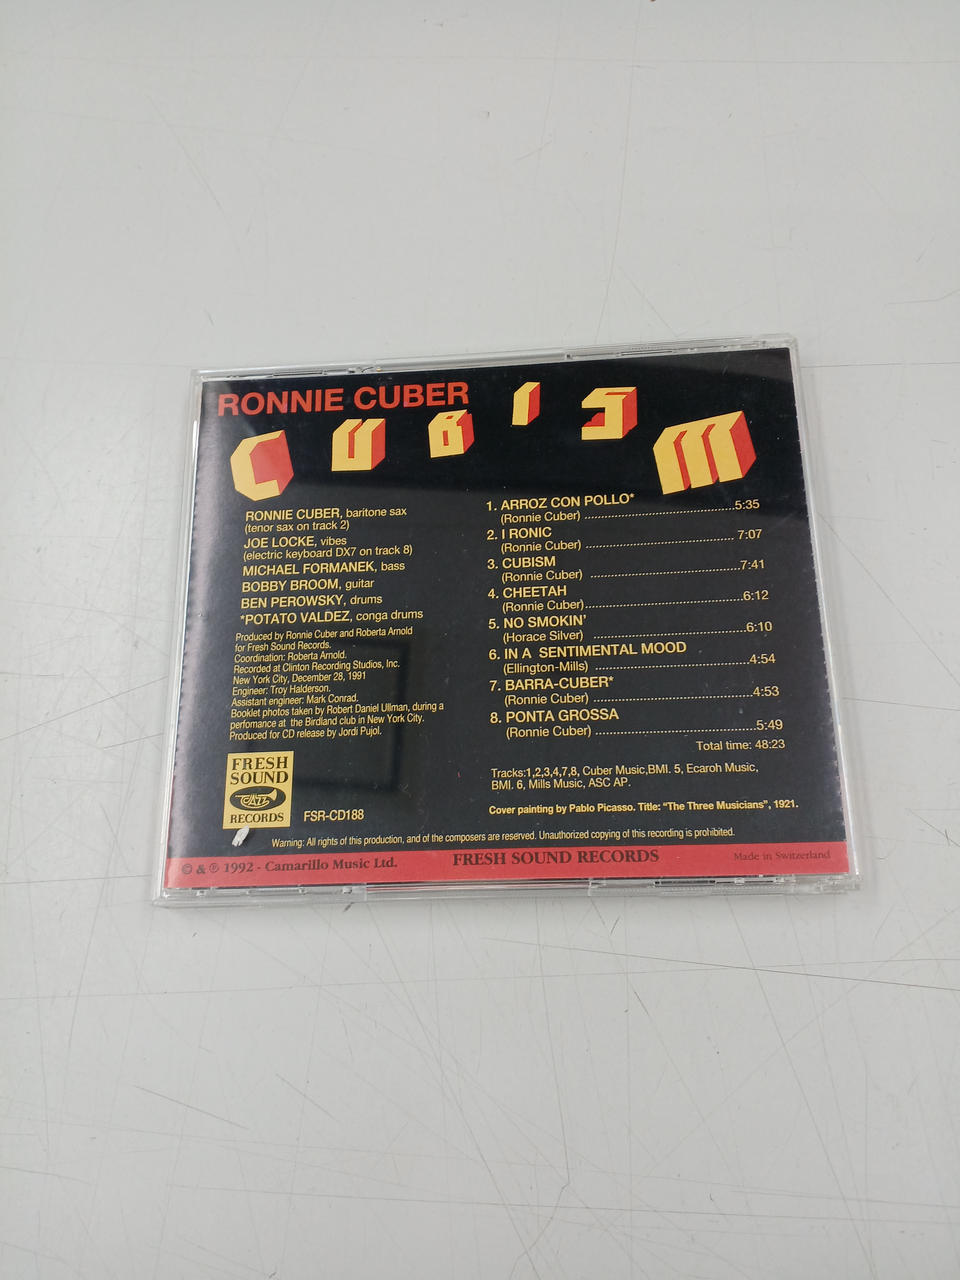 RONNIE CUBER
CUBISM
RONNIE CUBER, baritone sax
(tenor sax on track 2)
JOE LOCKE, vibes
(electric keyboard DX7 on track 8)
MICHAEL FORMANEK, bass
BOBBY BROOM, guitar
BEN PEROWSKY, drums
*POTATO VALDEZ, conga drums
Produced by Ronnie Cuber and Roberta Arnold
for Fresh Sound Records.
Coordination: Roberta Arnold.
Recorded at Clinton Recording Studios, Inc.
New York City, December 28, 1991
Engineer: Troy Halderson.
Assistant engineer: Mark Conrad.
Booklet photos taken by Robert Daniel Ullman, during a
perfomance at the Birdland club in New York City.
Produced for CD release by Jordi Pujol.
FRESH
SOUND
JAZZ
RECORDS
FSR-CD188
1. ARROZ CON POLLO*
(Ronnie Cuber) ........................................5:35
2. I RONIC
(Ronnie Cuber) ........................................ 7:07
3. CUBISM
(Ronnie Cuber) ........................................7:41
4. CHEETAH
(Ronnie Cuber)........................................6:12
5. NO SMOKIN'
(Horace Silver) ........................................6:10
6. IN A SENTIMENTAL MOOD
(Ellington-Mills) ........................................4:54
7. BARRA-CUBER*
(Ronnie Cuber) ........................................4:53
8. PONTA GROSSA
(Ronnie Cuber) ........................................5:49
Total time: 48:23
Tracks:1,2,3,4,7,8, Cuber Music,BMI. 5, Ecaroh Music,
BMI. 6, Mills Music, ASC AP.
Cover painting by Pablo Picasso. Title: "The Three Musicians", 1921.
Warning: All rights of this production, and of the composers are reserved. Unauthorized copying of this recording is prohibited.
© & ℗ 1992 - Camarillo Music Ltd. FRESH SOUND RECORDS Made in Switzerland